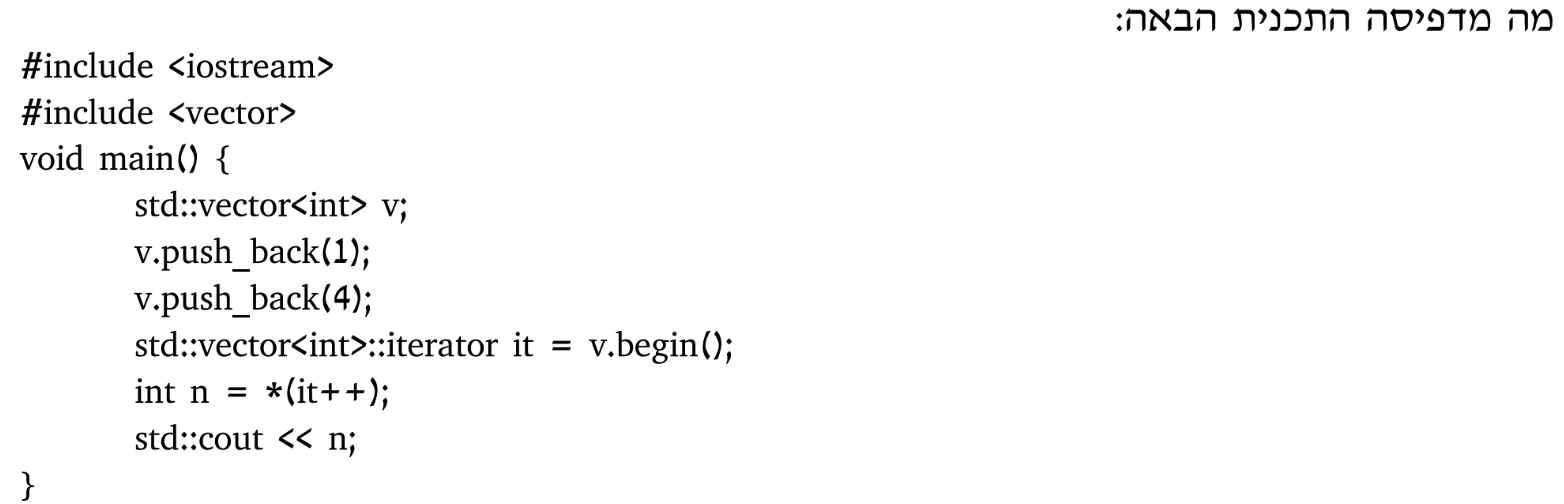 מה מדפיסה התכנית הבאה:
#include <iostream>
#include <vector>
void main() {
std::vector<int> v;
v.push_back(1);
v.push_back(4);
std::vector<int>::iterator it = v.begin();
int n = *(it++);
std::cout << n;
}